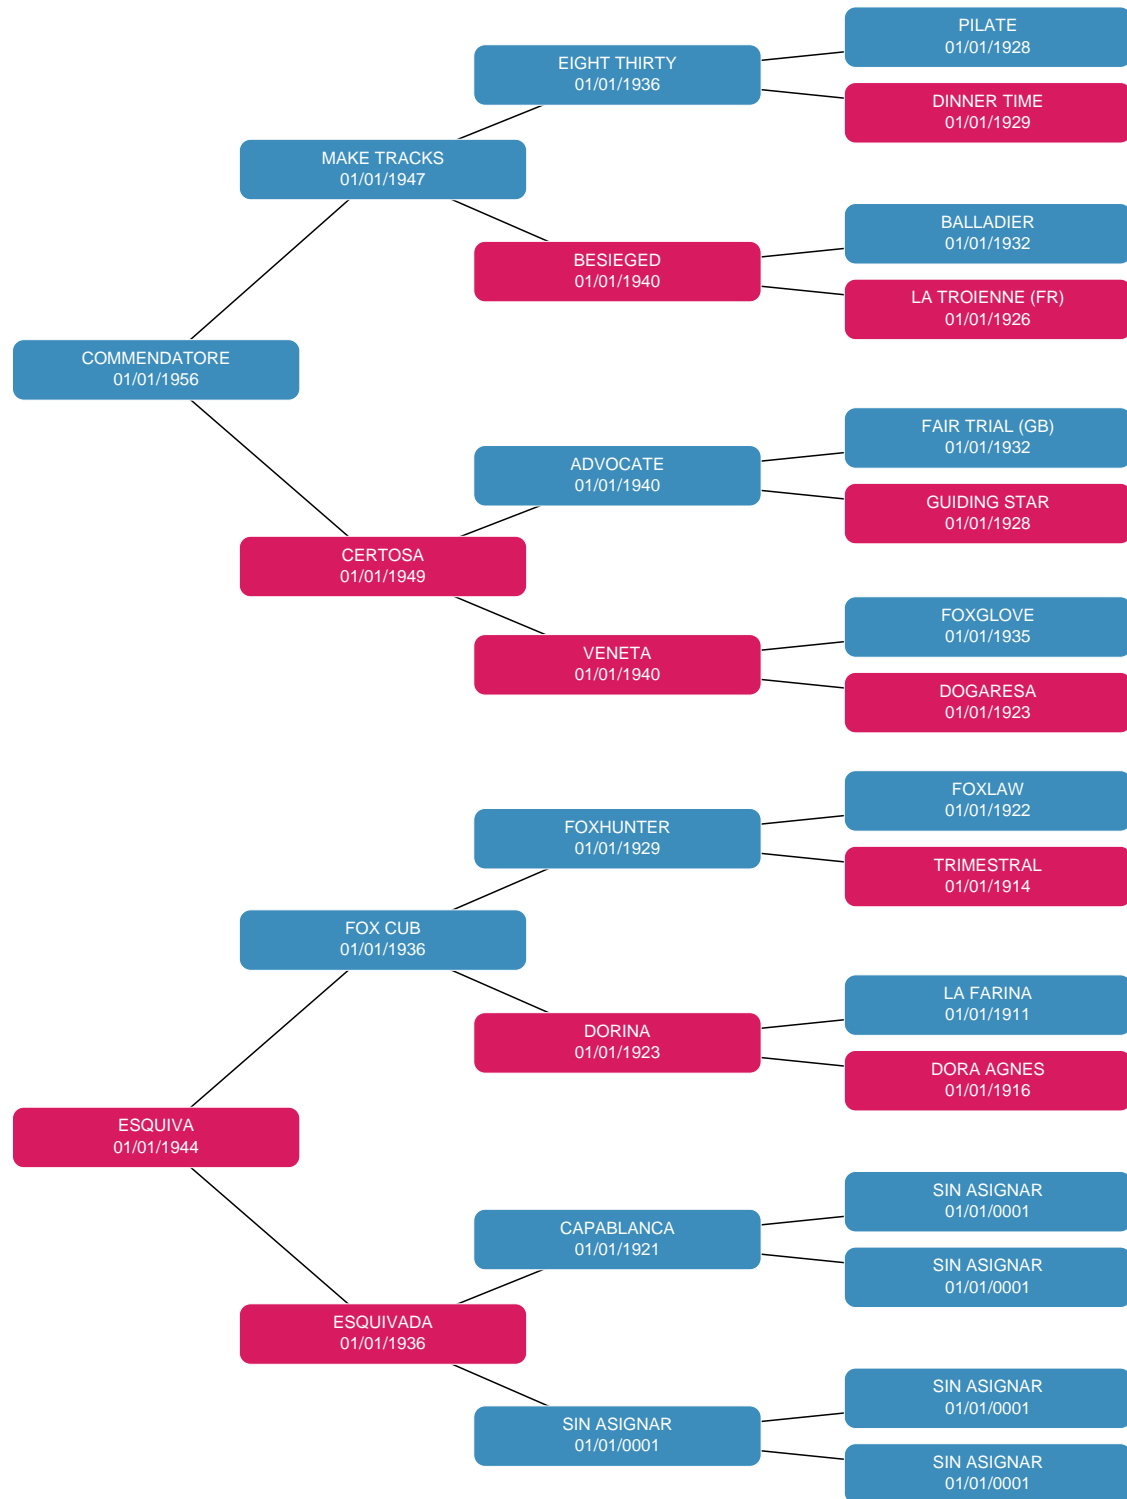 PILATE
01/01/1928
EIGHT THIRTY
01/01/1936
DINNER TIME
01/01/1929
MAKE TRACKS
01/01/1947
BALLADIER
01/01/1932
BESIEGED
01/01/1940
LA TROIENNE (FR)
01/01/1926
COMMENDATORE
01/01/1956
FAIR TRIAL (GB)
01/01/1932
ADVOCATE
01/01/1940
GUIDING STAR
01/01/1928
CERTOSA
01/01/1949
FOXGLOVE
01/01/1935
VENETA
01/01/1940
DOGARESA
01/01/1923
FOXLAW
01/01/1922
FOXHUNTER
01/01/1929
TRIMESTRAL
01/01/1914
FOX CUB
01/01/1936
LA FARINA
01/01/1911
DORINA
01/01/1923
DORA AGNES
01/01/1916
ESQUIVA
01/01/1944
SIN ASIGNAR
01/01/0001
CAPABLANCA
01/01/1921
SIN ASIGNAR
01/01/0001
ESQUIVADA
01/01/1936
SIN ASIGNAR
01/01/0001
SIN ASIGNAR
01/01/0001
SIN ASIGNAR
01/01/0001